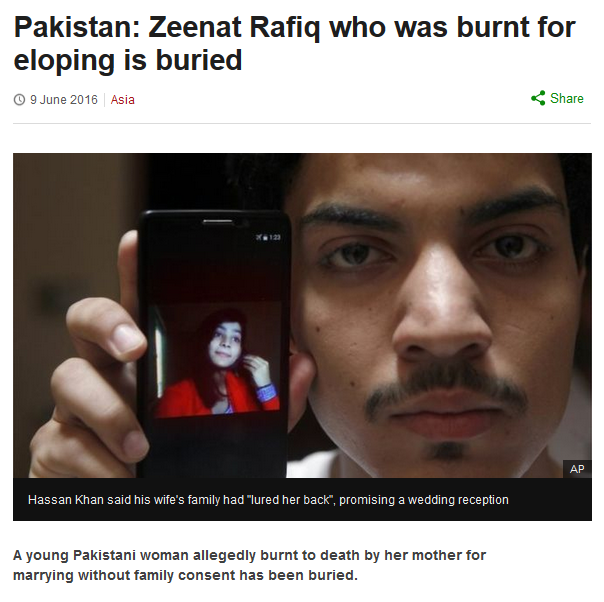 Pakistan: Zeenat Rafiq who was burnt for
eloping is buried
9 June 2016 Asia
Share
1:23
AP
Hassan Khan said his wife's family had "lured her back", promising a wedding reception
A young Pakistani woman allegedly burnt to death by her mother for
marrying without family consent has been buried.